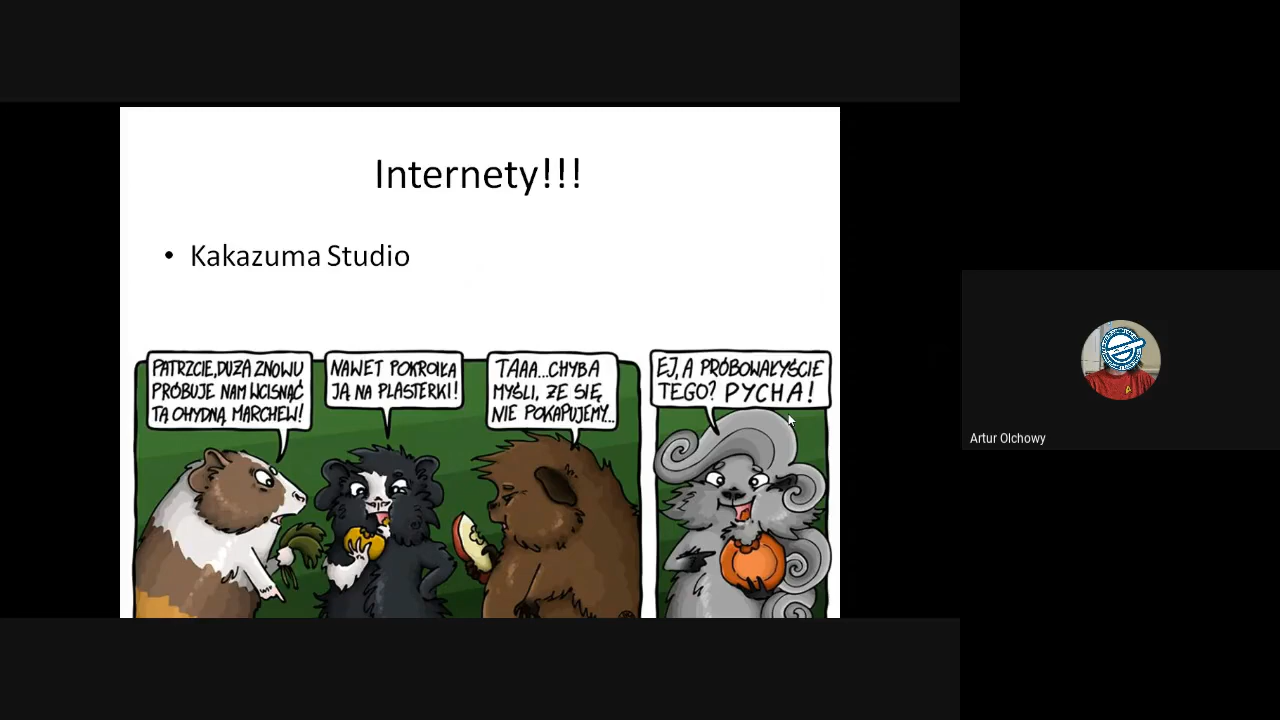 Internety!!!
• Kakazuma Studio
PATRZCIE, DUŻA ZNOWU
PRÓBUJE NAM WCISNĄĆ
TĄ OHYDNĄ MARCHEW!
NAWET POKROIŁA
JĄ NA PLASTERKI!
TAAA...CHYBA
MYŚLI, ŻE SIĘ
NIE POKAPUJEMY...
EJ, A PRÓBOWAŁYŚCIE
TEGO? PYCHA!
Artur Olchowy